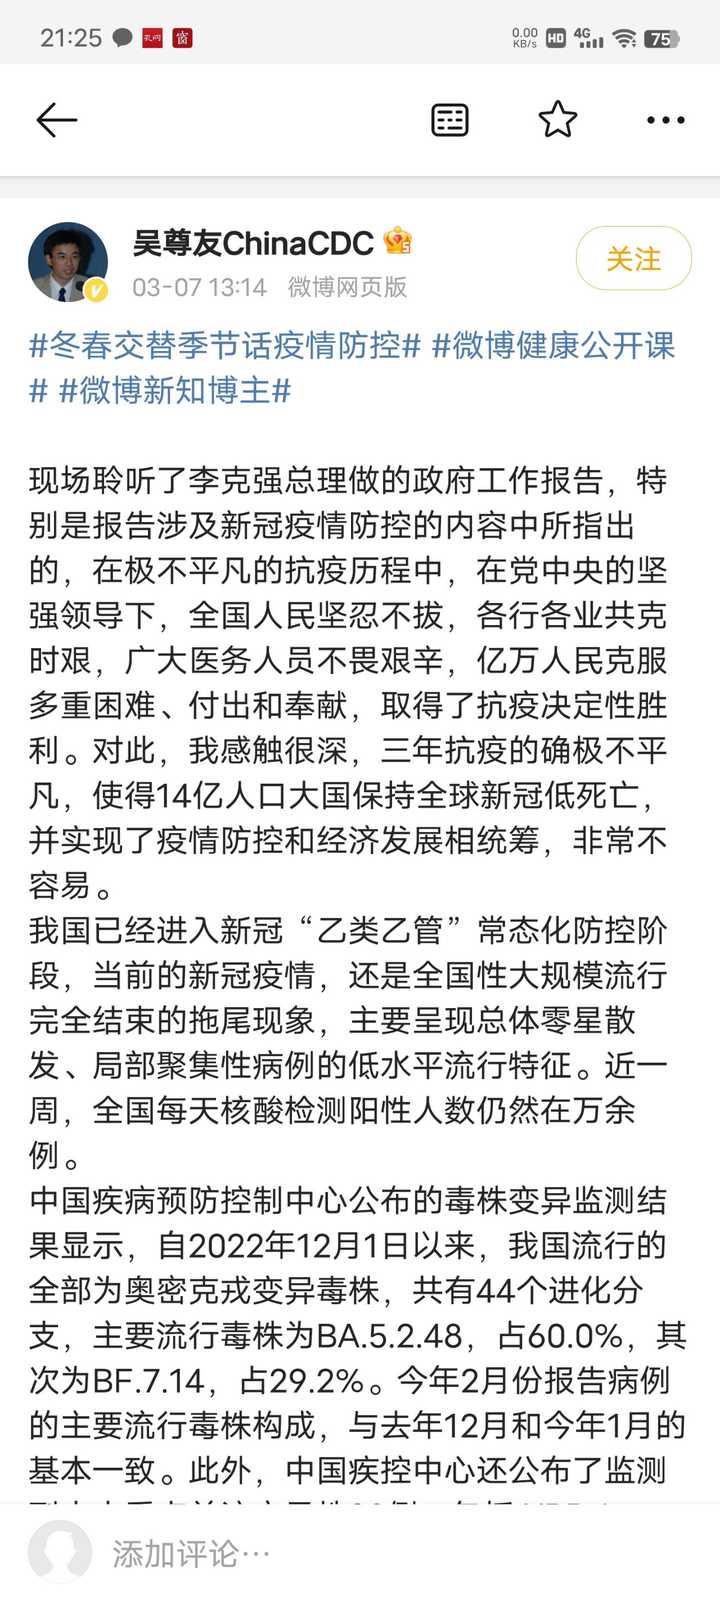 21:25
孔网
0.00
KB/s
HD
4G
75
吴尊友ChinaCDC
5
03-07 13:14 微博网页版
关注
#冬春交替季节话疫情防控# #微博健康公开课
# #微博新知博主#
现场聆听了李克强总理做的政府工作报告，特
别是报告涉及新冠疫情防控的内容中所指出
的，在极不平凡的抗疫历程中，在党中央的坚
强领导下，全国人民坚忍不拔，各行各业共克
时艰，广大医务人员不畏艰辛，亿万人民克服
多重困难、付出和奉献，取得了抗疫决定性胜
利。对此，我感触很深，三年抗疫的确极不平
凡，使得14亿人口大国保持全球新冠低死亡，
并实现了疫情防控和经济发展相统筹，非常不
容易。
我国已经进入新冠“乙类乙管”常态化防控阶
段，当前的新冠疫情，还是全国性大规模流行
完全结束的拖尾现象，主要呈现总体零星散
发、局部聚集性病例的低水平流行特征。近一
周，全国每天核酸检测阳性人数仍然在万余
例。
中国疾病预防控制中心公布的毒株变异监测结
果显示，自2022年12月1日以来，我国流行的
全部为奥密克戎变异毒株，共有44个进化分
支，主要流行毒株为BA.5.2.48，占60.0%，其
次为BF.7.14，占29.2%。今年2月份报告病例
的主要流行毒株构成，与去年12月和今年1月的
基本一致。此外，中国疾控中心还公布了监测
添加评论…